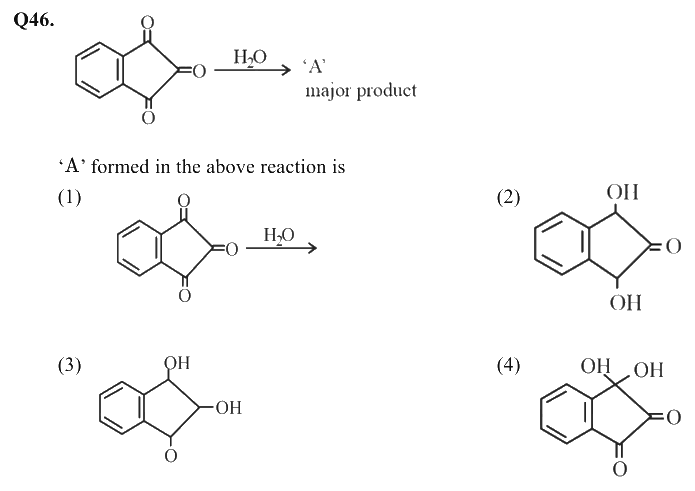 Q46.
O
O
O
H₂O
'A'
major product
'A' formed in the above reaction is
(1)
O
O
O
H₂O
(2)
OH
O
OH
(3)
OH
OH
O
(4)
OH OH
O
O